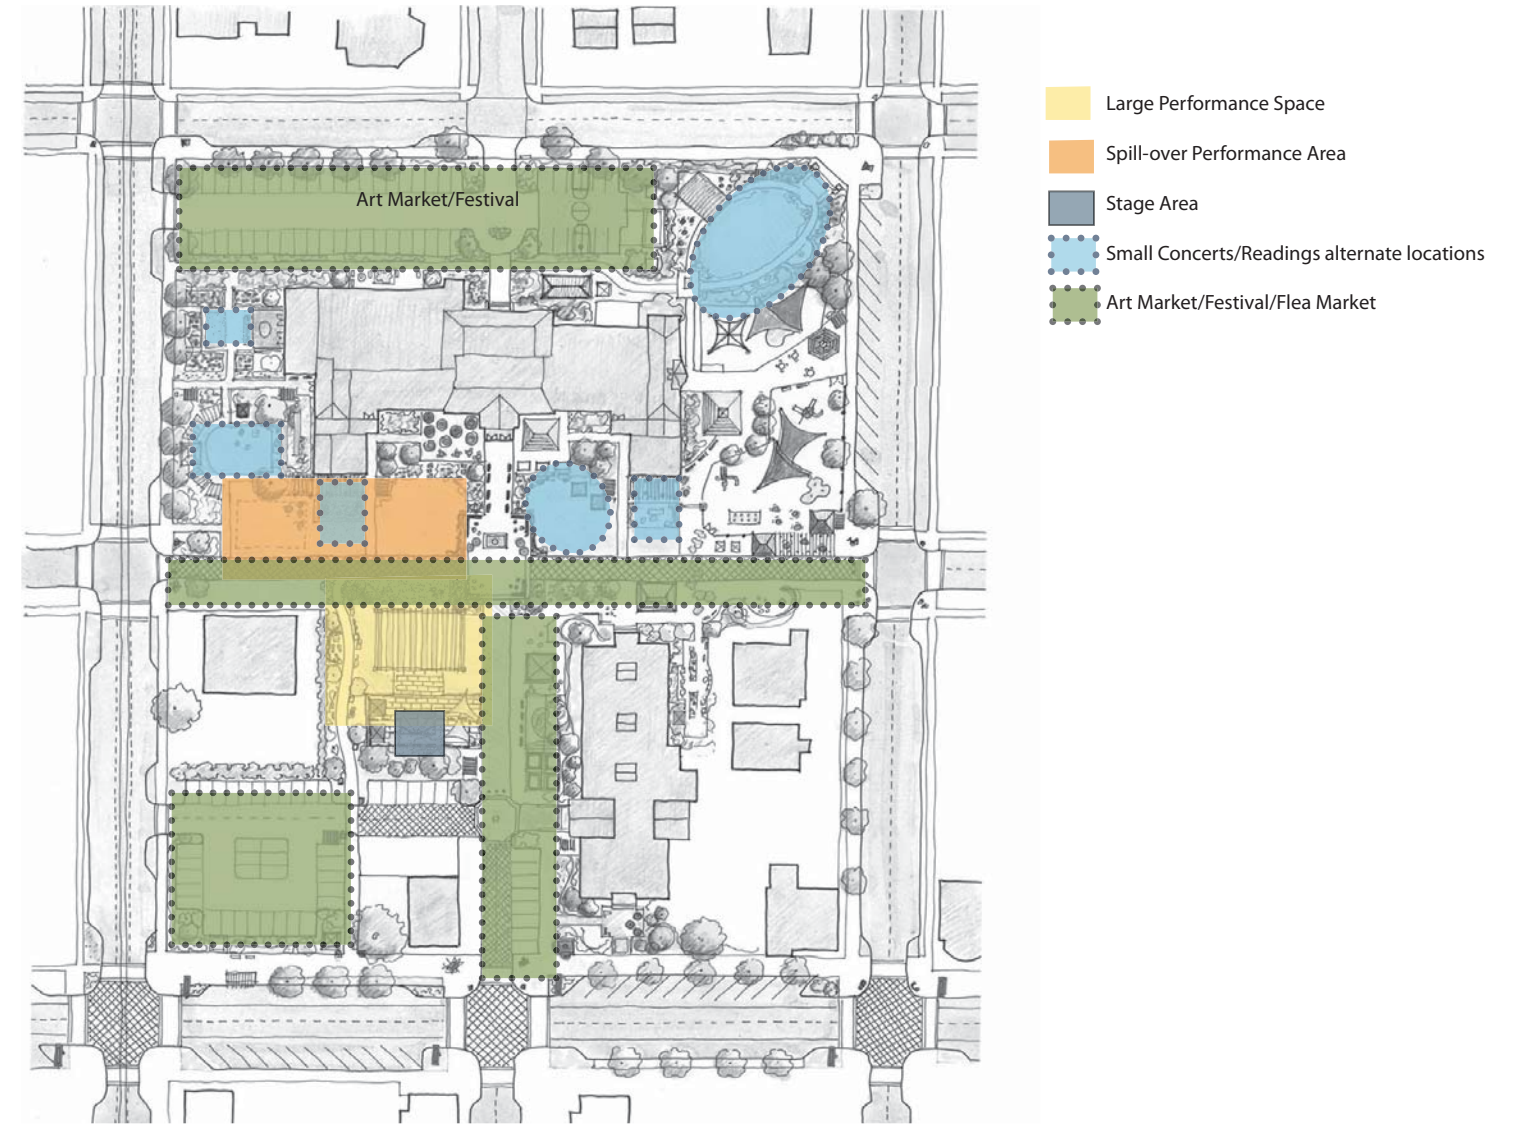 Large Performance Space
Spill-over Performance Area
Art Market/Festival
Stage Area
Small Concerts/Readings alternate locations
Art Market/Festival/Flea Market